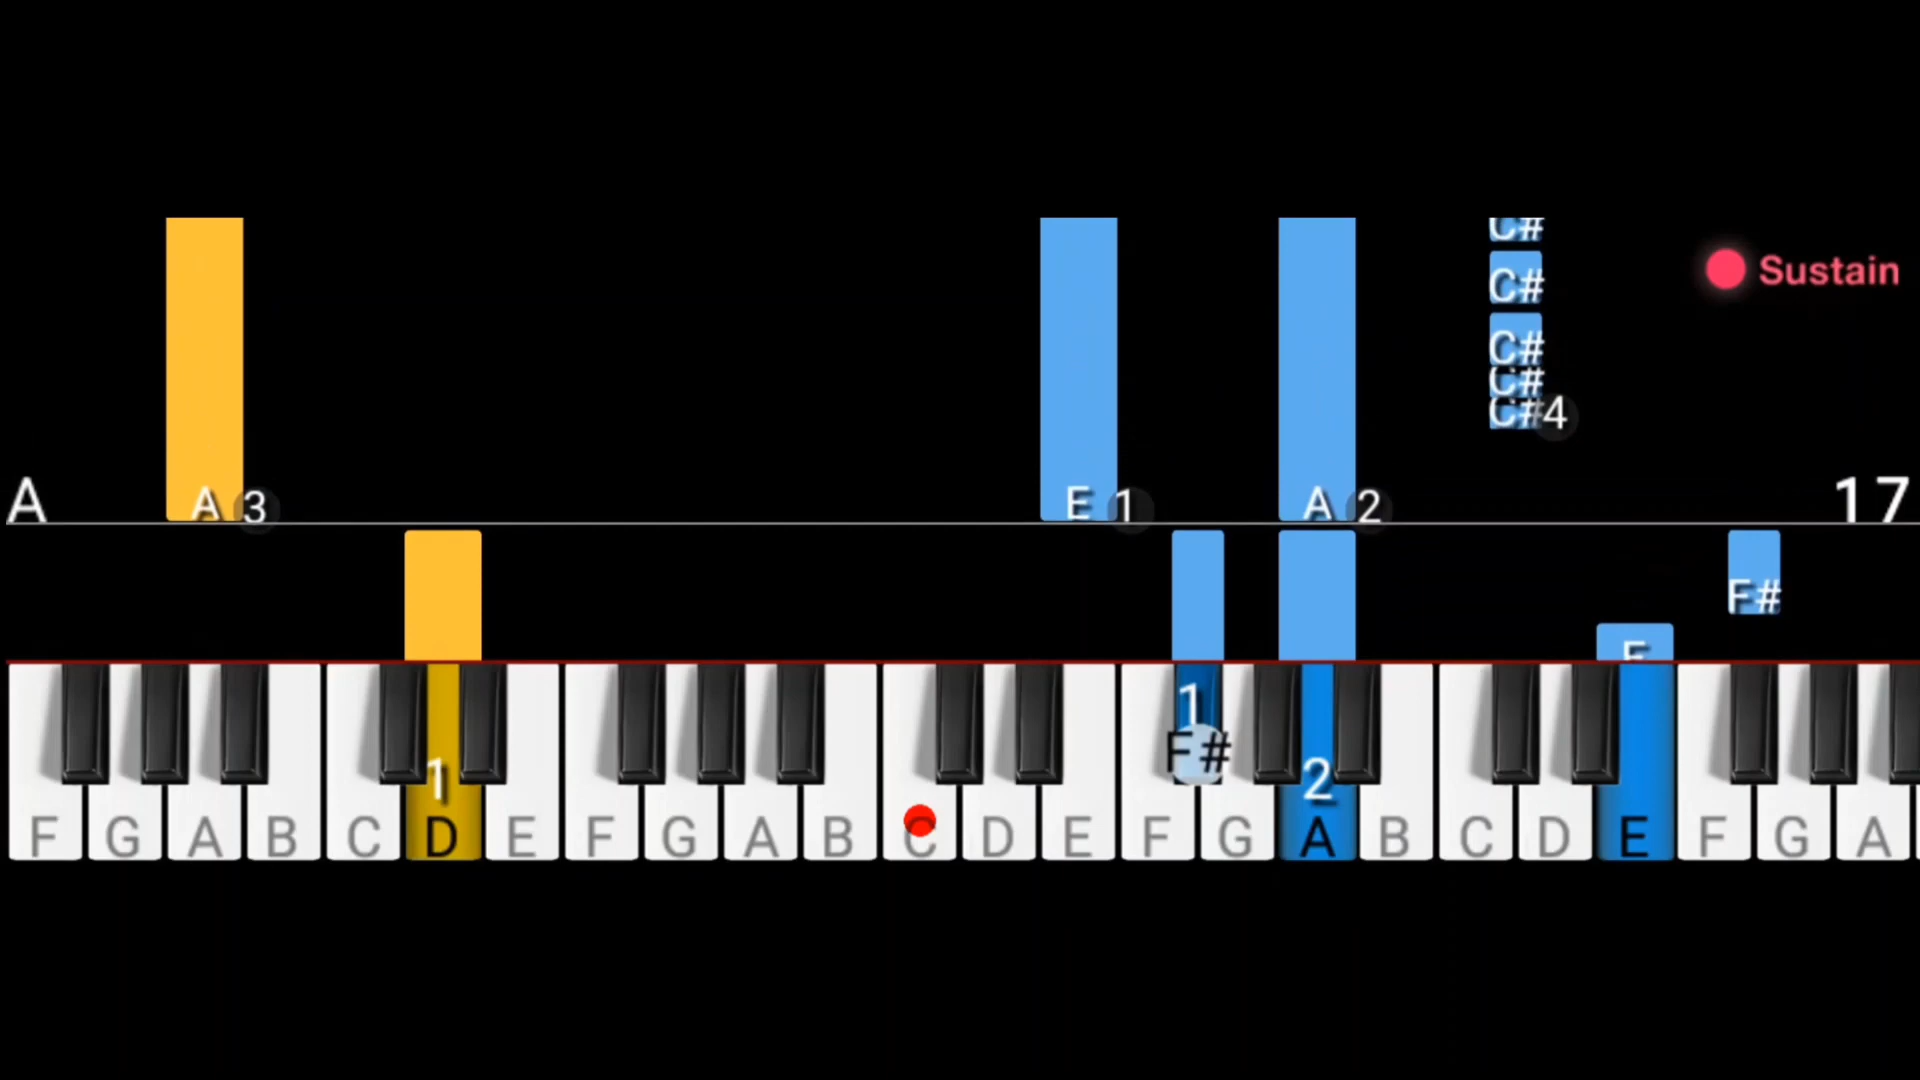 C#
C#
Sustain
C#
C#
C#4
A
A 3
E 1
A 2
17
F#
E
1
F#
1
2
F G A B C D E F G A B C D E F G A B C D E F G A